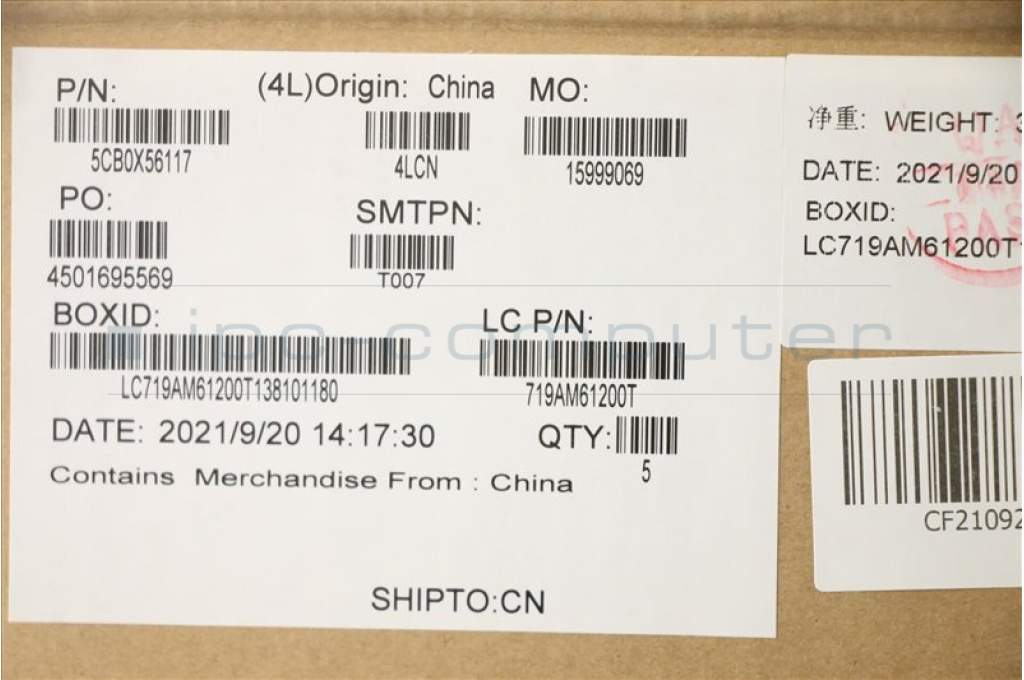 P/N: (4L)Origin: China MO:
5CB0X56117 4LCN 15999069
PO: SMTPN:
4501695569 T007
BOXID: LC P/N:
LC719AM61200T138101180 719AM61200T
DATE: 2021/9/20 14:17:30 QTY:
5
Contains Merchandise From : China
SHIPTO:CN
净重: WEIGHT:
DATE: 2021/9/20
BOXID:
LC719AM61200T
CF21092
ipc-computer